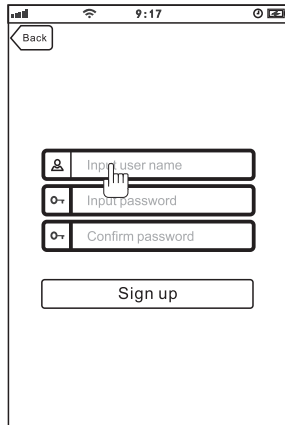 9:17
Back
Input user name
Input password
Confirm password
Sign up